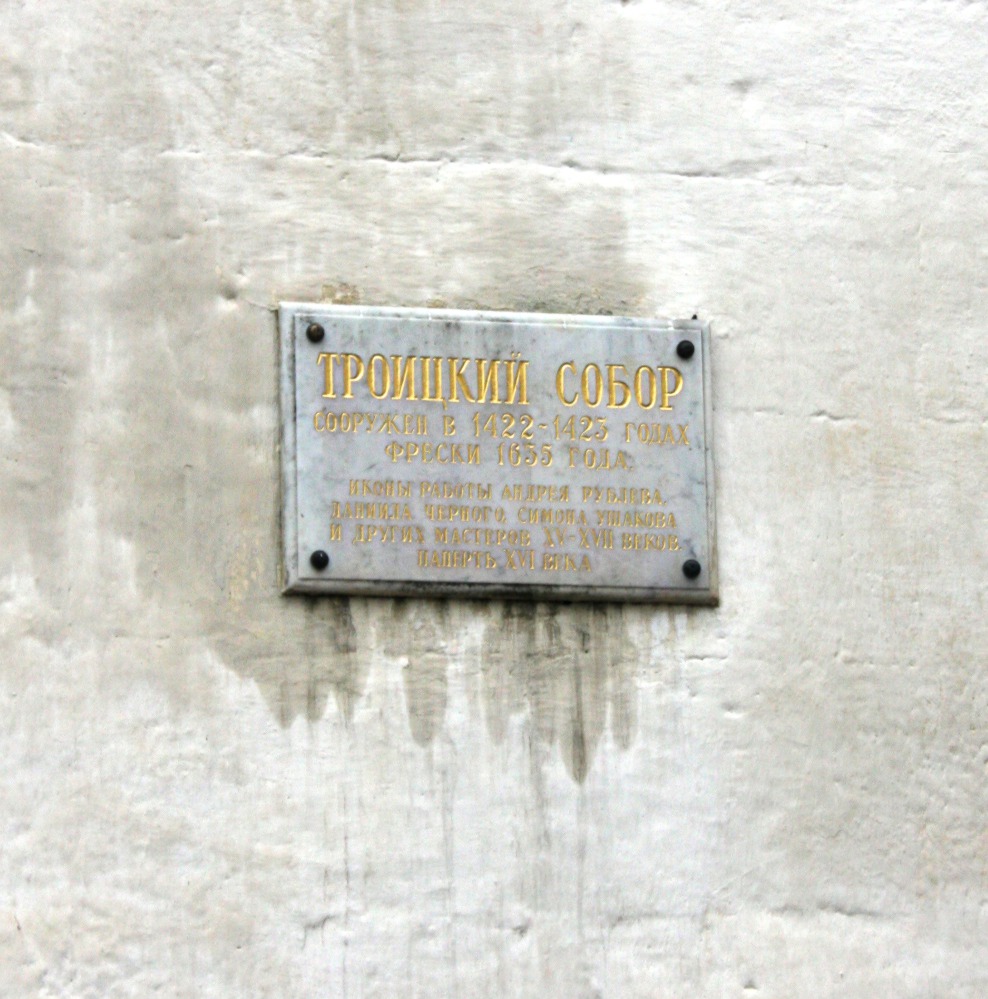 ТРОИЦКИЙ СОБОР
СООРУЖЕН В 1422-1423 ГОДАХ
ФРЕСКИ 1635 ГОДА,
ИКОНЫ РАБОТЫ АНДРЕЯ РУБЛЕВА,
ДАНИИЛА ЧЕРНОГО, СИМОНА УШАКОВА
И ДРУГИХ МАСТЕРОВ XV-XVII ВЕКОВ.
ПАПЕРТЬ XVI ВЕКА.